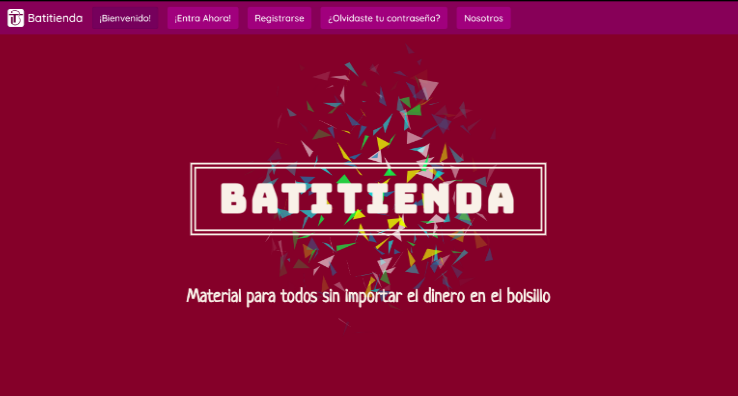 Batitienda ¡Bienvenido! ¡Entra Ahora! Registrarse ¿Olvidaste tu contraseña? Nosotros
BATITIENDA
Material para todos sin importar el dinero en el bolsillo